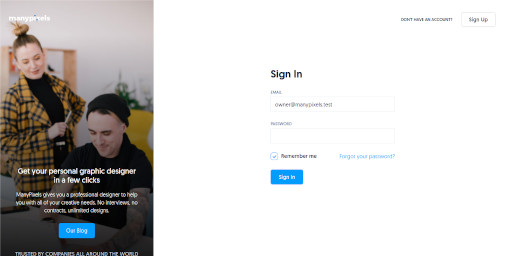 manypixels
DON'T HAVE AN ACCOUNT?
Sign Up
Sign In
EMAIL
owner@manypixels.test
PASSWORD
Remember me
Forgot your password?
Sign In
Get your personal graphic designer
in a few clicks
ManyPixels gives you a professional designer to help
you with all of your creative needs. No interviews, no
contracts, unlimited designs.
Our Blog
TRUSTED BY COMPANIES ALL AROUND THE WORLD